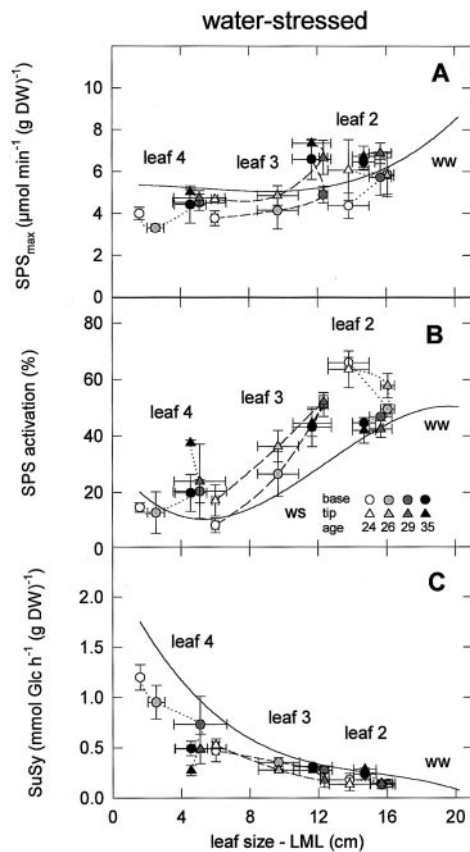 water-stressed
A
12
10
8
6
4
2
0
SPSmax (µmol min⁻¹ (g DW)⁻¹)
leaf 4
leaf 3
leaf 2
ww
B
80
60
40
20
0
SPS activation (%)
leaf 4
leaf 3
leaf 2
ww
ws
base
tip
age 24 26 29 35
C
2.0
1.5
1.0
0.5
0.0
SuSy (mmol Glc h⁻¹ (g DW)⁻¹)
leaf 4
leaf 3
leaf 2
ww
0 4 8 12 16 20
leaf size - LML (cm)